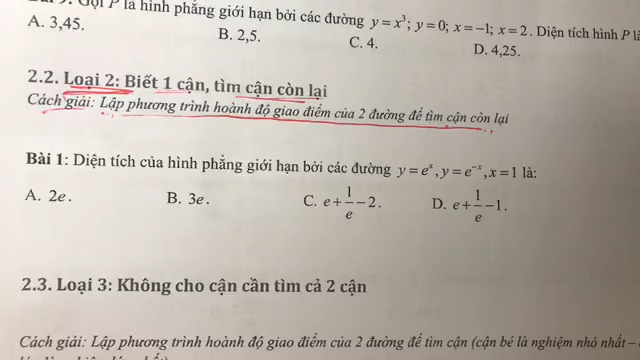 Gọi P là hình phẳng giới hạn bởi các đường y = x³; y = 0; x = −1; x = 2. Diện tích hình P
A. 3,45. B. 2,5. C. 4. D. 4,25.
2.2. Loại 2: Biết 1 cận, tìm cận còn lại
Cách giải: Lập phương trình hoành độ giao điểm của 2 đường để tìm cận còn lại
Bài 1: Diện tích của hình phẳng giới hạn bởi các đường y = eˣ, y = e⁻ˣ, x = 1 là:
A. 2e. B. 3e. C. e + 1/e − 2. D. e + 1/e − 1.
2.3. Loại 3: Không cho cận cần tìm cả 2 cận
Cách giải: Lập phương trình hoành độ giao điểm của 2 đường để tìm cận (cận bé là nghiệm nhỏ nhất –